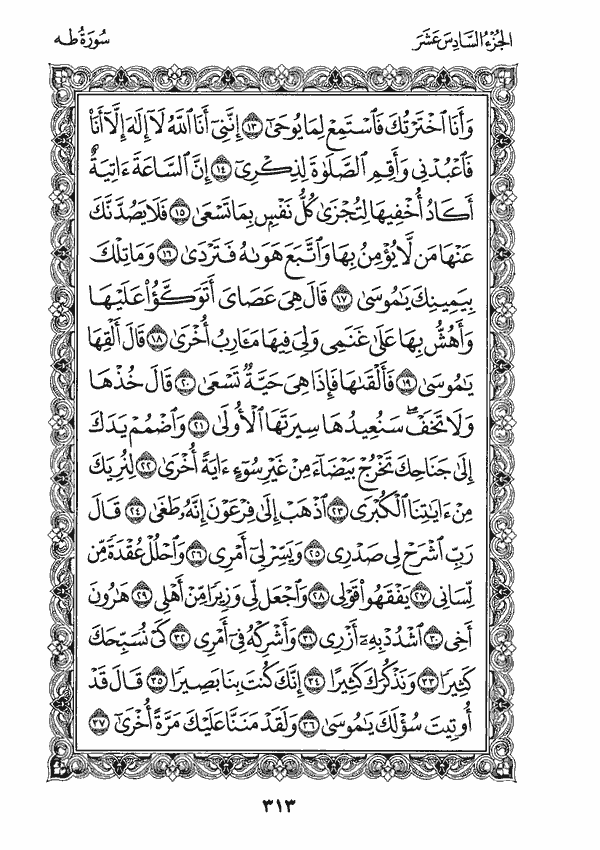 الجزء السادس عشر
سورة طه
وَأَنَا ٱخْتَرْتُكَ فَٱسْتَمِعْ لِمَا يُوحَىٰٓ ١٣ إِنَّنِىٓ أَنَا ٱللَّهُ لَآ إِلَٰهَ إِلَّآ أَنَا۠
فَٱعْبُدْنِى وَأَقِمِ ٱلصَّلَوٰةَ لِذِكْرِىٓ ١٤ إِنَّ ٱلسَّاعَةَ ءَاتِيَةٌ
أَكَادُ أُخْفِيهَا لِتُجْزَىٰ كُلُّ نَفْسٍۭ بِمَا تَسْعَىٰ ١٥ فَلَا يَصُدَّنَّكَ
عَنْهَا مَن لَّا يُؤْمِنُ بِهَا وَٱتَّبَعَ هَوَىٰهُ فَتَرْدَىٰ ١٦ وَمَا تِلْكَ
بِيَمِينِكَ يَٰمُوسَىٰ ١٧ قَالَ هِىَ عَصَاىَ أَتَوَكَّؤُا۟ عَلَيْهَا
وَأَهُشُّ بِهَا عَلَىٰ غَنَمِى وَلِىَ فِيهَا مَـَٔارِبُ أُخْرَىٰ ١٨ قَالَ أَلْقِهَا
يَٰمُوسَىٰ ١٩ فَأَلْقَىٰهَا فَإِذَا هِىَ حَيَّةٌ تَسْعَىٰ ٢٠ قَالَ خُذْهَا
وَلَا تَخَفْ ۖ سَنُعِيدُهَا سِيرَتَهَا ٱلْأُولَىٰ ٢١ وَٱضْمُمْ يَدَكَ
إِلَىٰ جَنَاحِكَ تَخْرُجْ بَيْضَآءَ مِنْ غَيْرِ سُوٓءٍ ءَايَةً أُخْرَىٰ ٢٢ لِنُرِيَكَ
مِنْ ءَايَٰتِنَا ٱلْكُبْرَى ٢٣ ٱذْهَبْ إِلَىٰ فِرْعَوْنَ إِنَّهُۥ طَغَىٰ ٢٤ قَالَ
رَبِّ ٱشْرَحْ لِى صَدْرِى ٢٥ وَيَسِّرْ لِىٓ أَمْرِى ٢٦ وَٱحْلُلْ عُقْدَةً مِّن
لِّسَانِى ٢٧ يَفْقَهُوا۟ قَوْلِى ٢٨ وَٱجْعَل لِّى وَزِيرًا مِّنْ أَهْلِى ٢٩ هَٰرُونَ
أَخِى ٣٠ ٱشْدُدْ بِهِۦٓ أَزْرِى ٣١ وَأَشْرِكْهُ فِىٓ أَمْرِى ٣٢ كَىْ نُسَبِّحَكَ
كَثِيرًا ٣٣ وَنَذْكُرَكَ كَثِيرًا ٣٤ إِنَّكَ كُنتَ بِنَا بَصِيرًا ٣٥ قَالَ قَدْ
أُوتِيتَ سُؤْلَكَ يَٰمُوسَىٰ ٣٦ وَلَقَدْ مَنَنَّا عَلَيْكَ مَرَّةً أُخْرَىٰٓ ٣٧
٣١٣